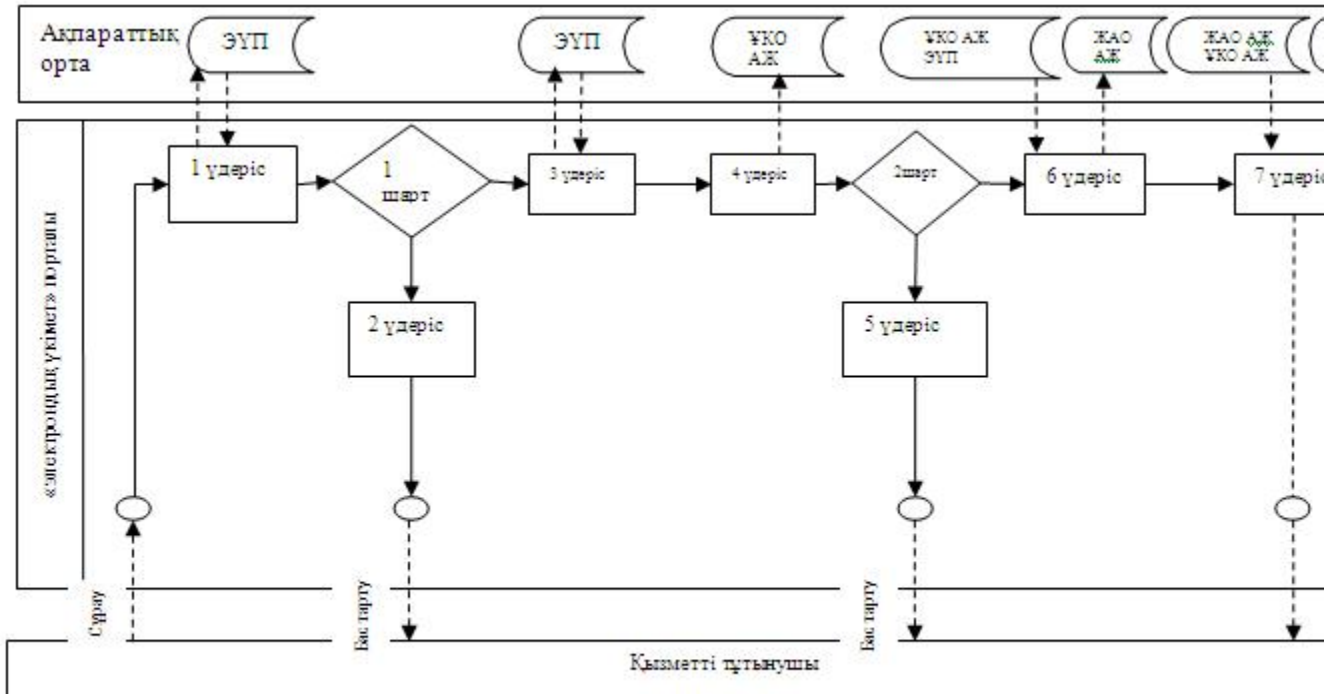 Ақпараттық
орта
ЭҮП
ЭҮП
ҰКО
АЖ
ҰКО АЖ
ЭҮП
ЖАО
АЖ
ЖАО АЖ
ҰКО АЖ
«электрондық үкімет» порталы
1 үдеріс
1
шарт
3 үдеріс
4 үдеріс
2шарт
6 үдеріс
7 үдеріс
2 үдеріс
5 үдеріс
Сұрау
Бас тарту
Бас тарту
Қызметті тұтынушы